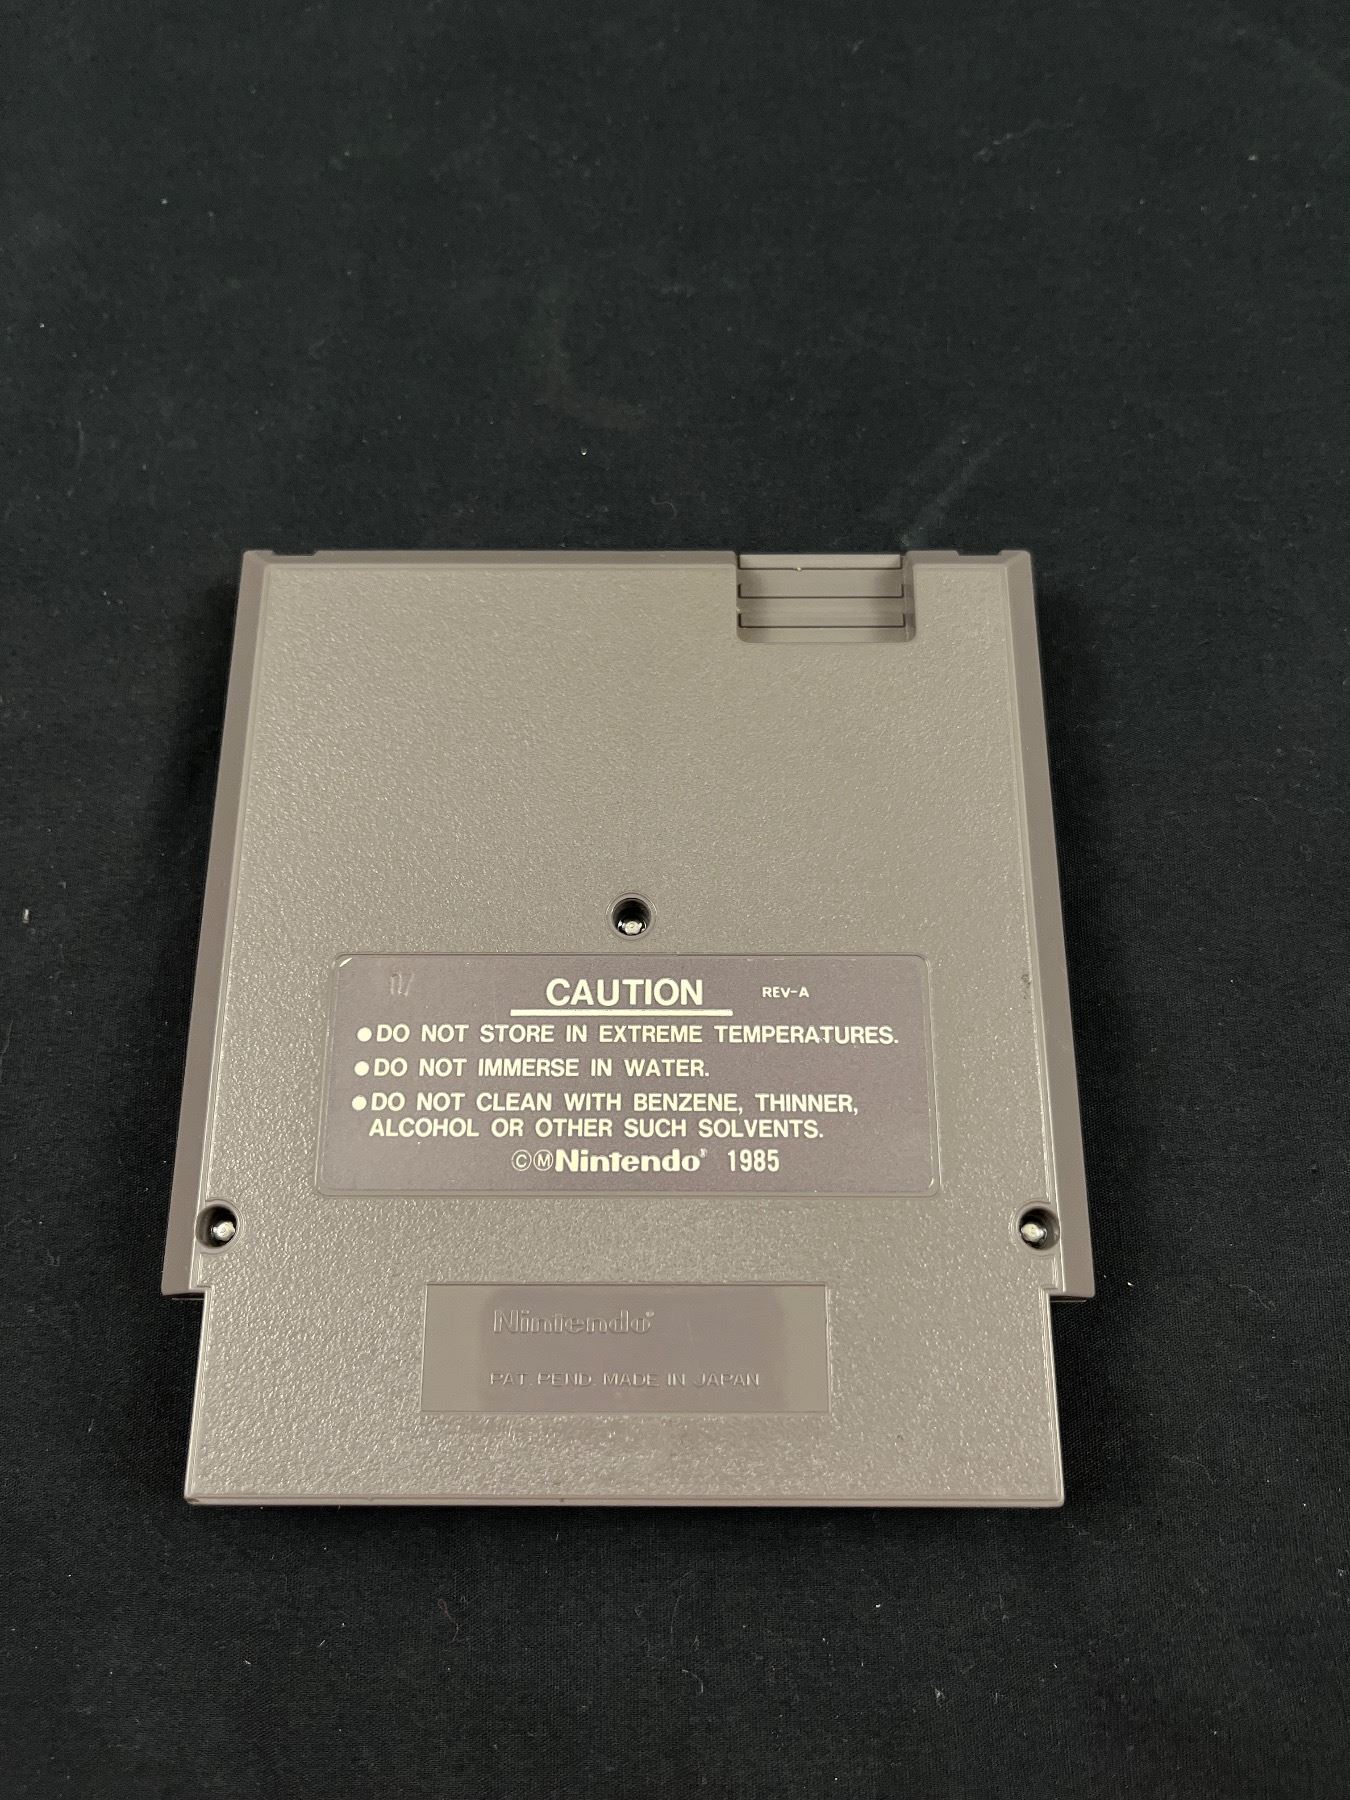 CAUTION REV-A
●DO NOT STORE IN EXTREME TEMPERATURES.
●DO NOT IMMERSE IN WATER.
●DO NOT CLEAN WITH BENZENE, THINNER,
ALCOHOL OR OTHER SUCH SOLVENTS.
ⒸⓂNintendo® 1985
Nintendo®
PAT. PEND. MADE IN JAPAN